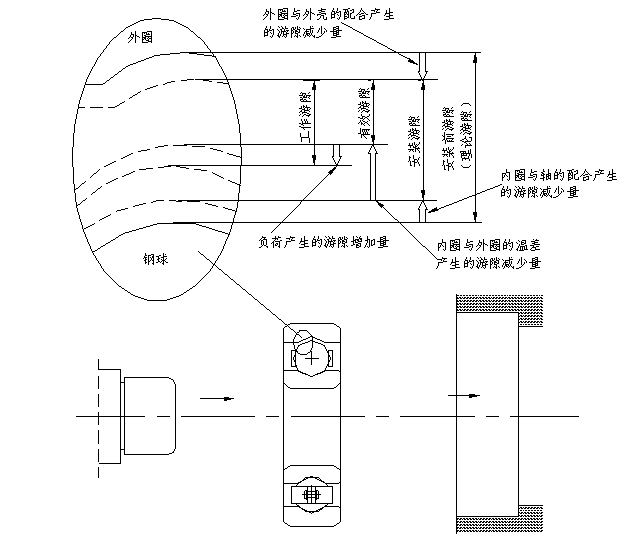 外圈与外壳的配合产生
的游隙减少量
外圈
工作游隙
有效游隙
安装游隙
安装前游隙
(理论游隙)
内圈与轴的配合产生
的游隙减少量
负荷产生的游隙增加量
内圈与外圈的温差
产生的游隙减少量
钢球